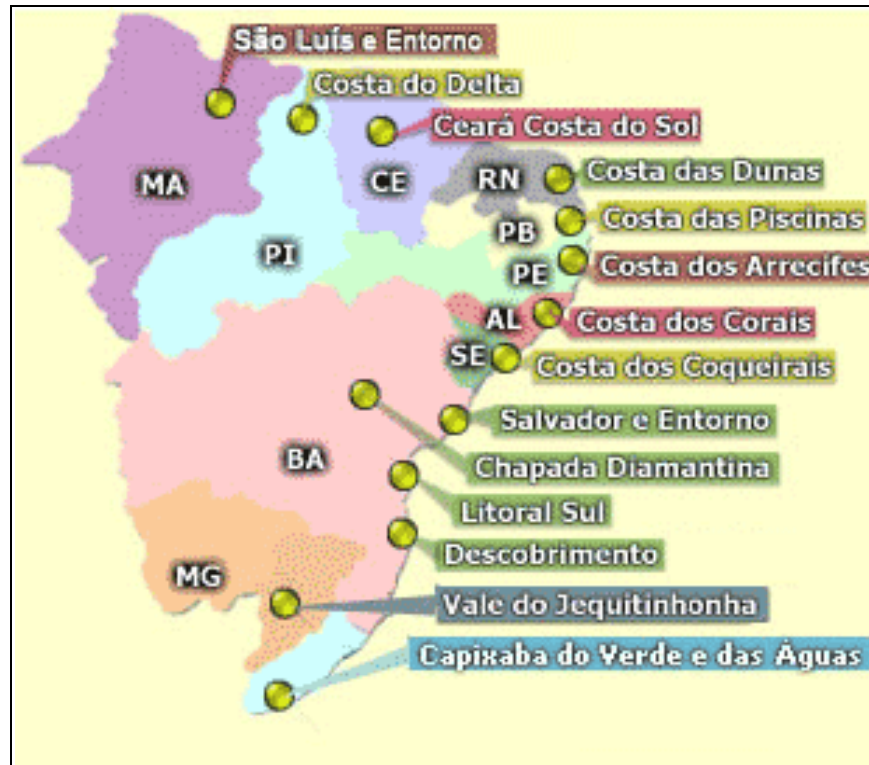 São Luís e Entorno
Costa do Delta
Ceará Costa do Sol
MA
CE
RN
Costa das Dunas
Costa das Piscinas
PB
PI
PE
Costa dos Arrecifes
AL
Costa dos Corais
SE
Costa dos Coqueirais
Salvador e Entorno
BA
Chapada Diamantina
Litoral Sul
Descobrimento
MG
Vale do Jequitinhonha
Capixaba do Verde e das Águas